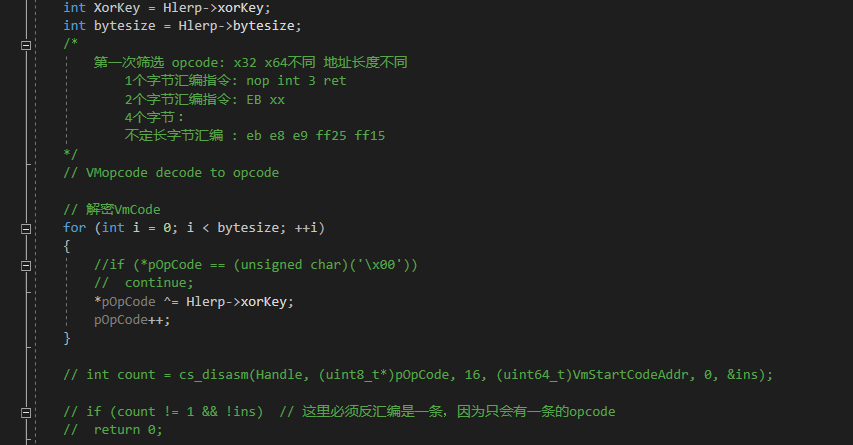 int XorKey = Hlerp->xorKey;
int bytesize = Hlerp->bytesize;
/*
第一次筛选 opcode: x32 x64不同 地址长度不同
1个字节汇编指令: nop int 3 ret
2个字节汇编指令: EB xx
4个字节：
不定长字节汇编 : eb e8 e9 ff25 ff15
*/
// VMopcode decode to opcode
// 解密VmCode
for (int i = 0; i < bytesize; ++i)
{
//if (*pOpCode == (unsigned char)('\x00'))
//  continue;
*pOpCode ^= Hlerp->xorKey;
pOpCode++;
}
// int count = cs_disasm(Handle, (uint8_t*)pOpCode, 16, (uint64_t)VmStartCodeAddr, 0, &ins);
// if (count != 1 && !ins)  // 这里必须反汇编是一条，因为只会有一条的opcode
//  return 0;